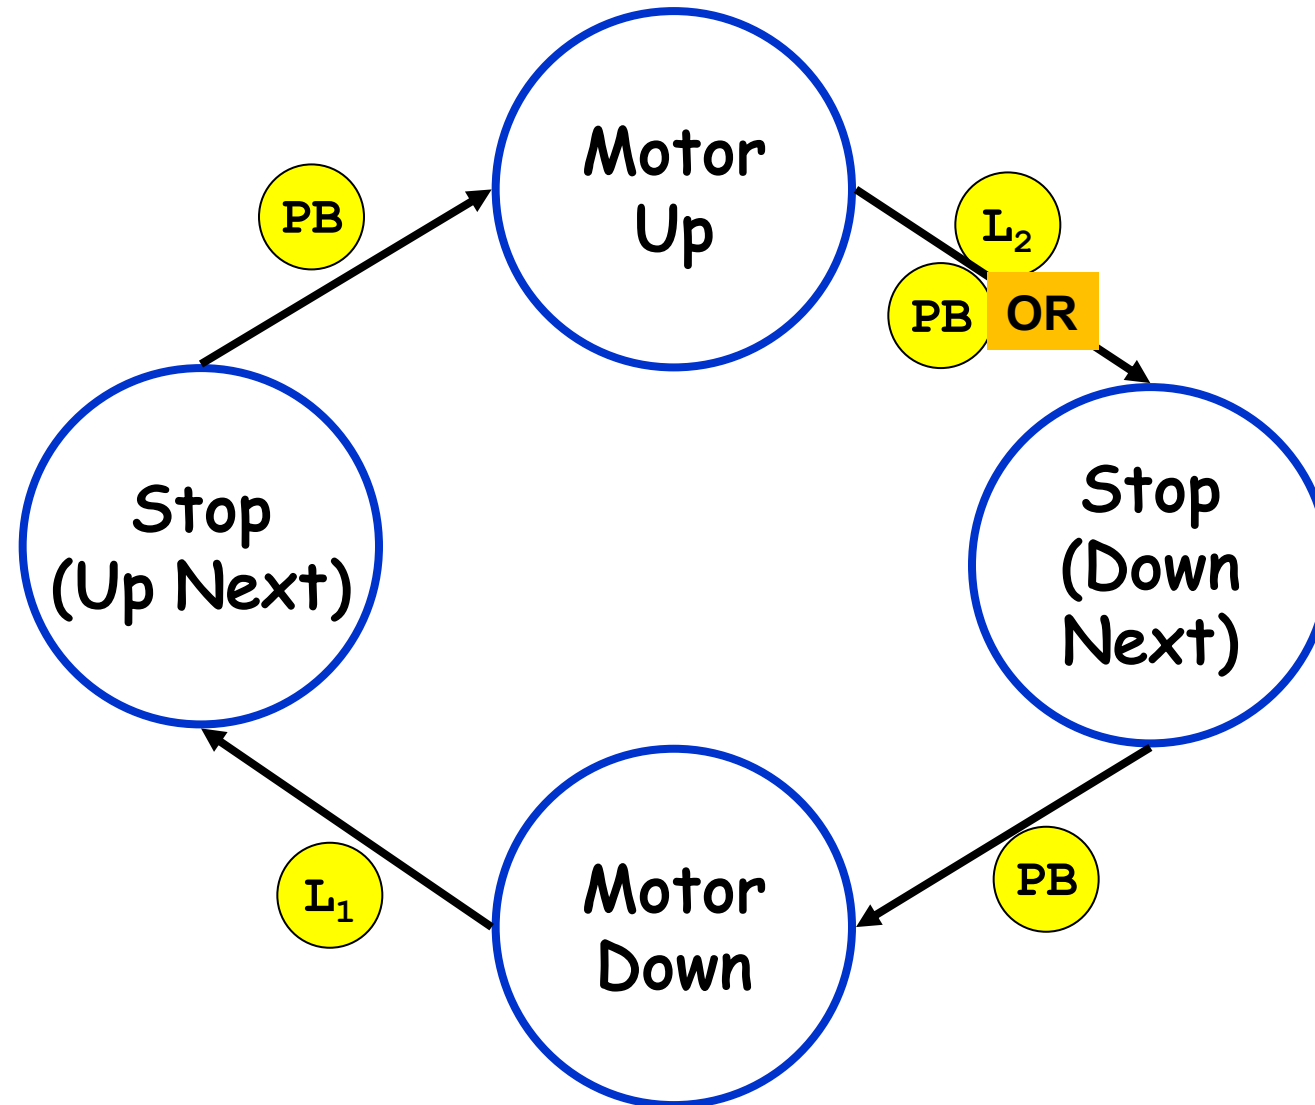 Motor
Up
PB
L₂
PB
OR
Stop
(Up Next)
Stop
(Down
Next)
Motor
Down
L₁
PB